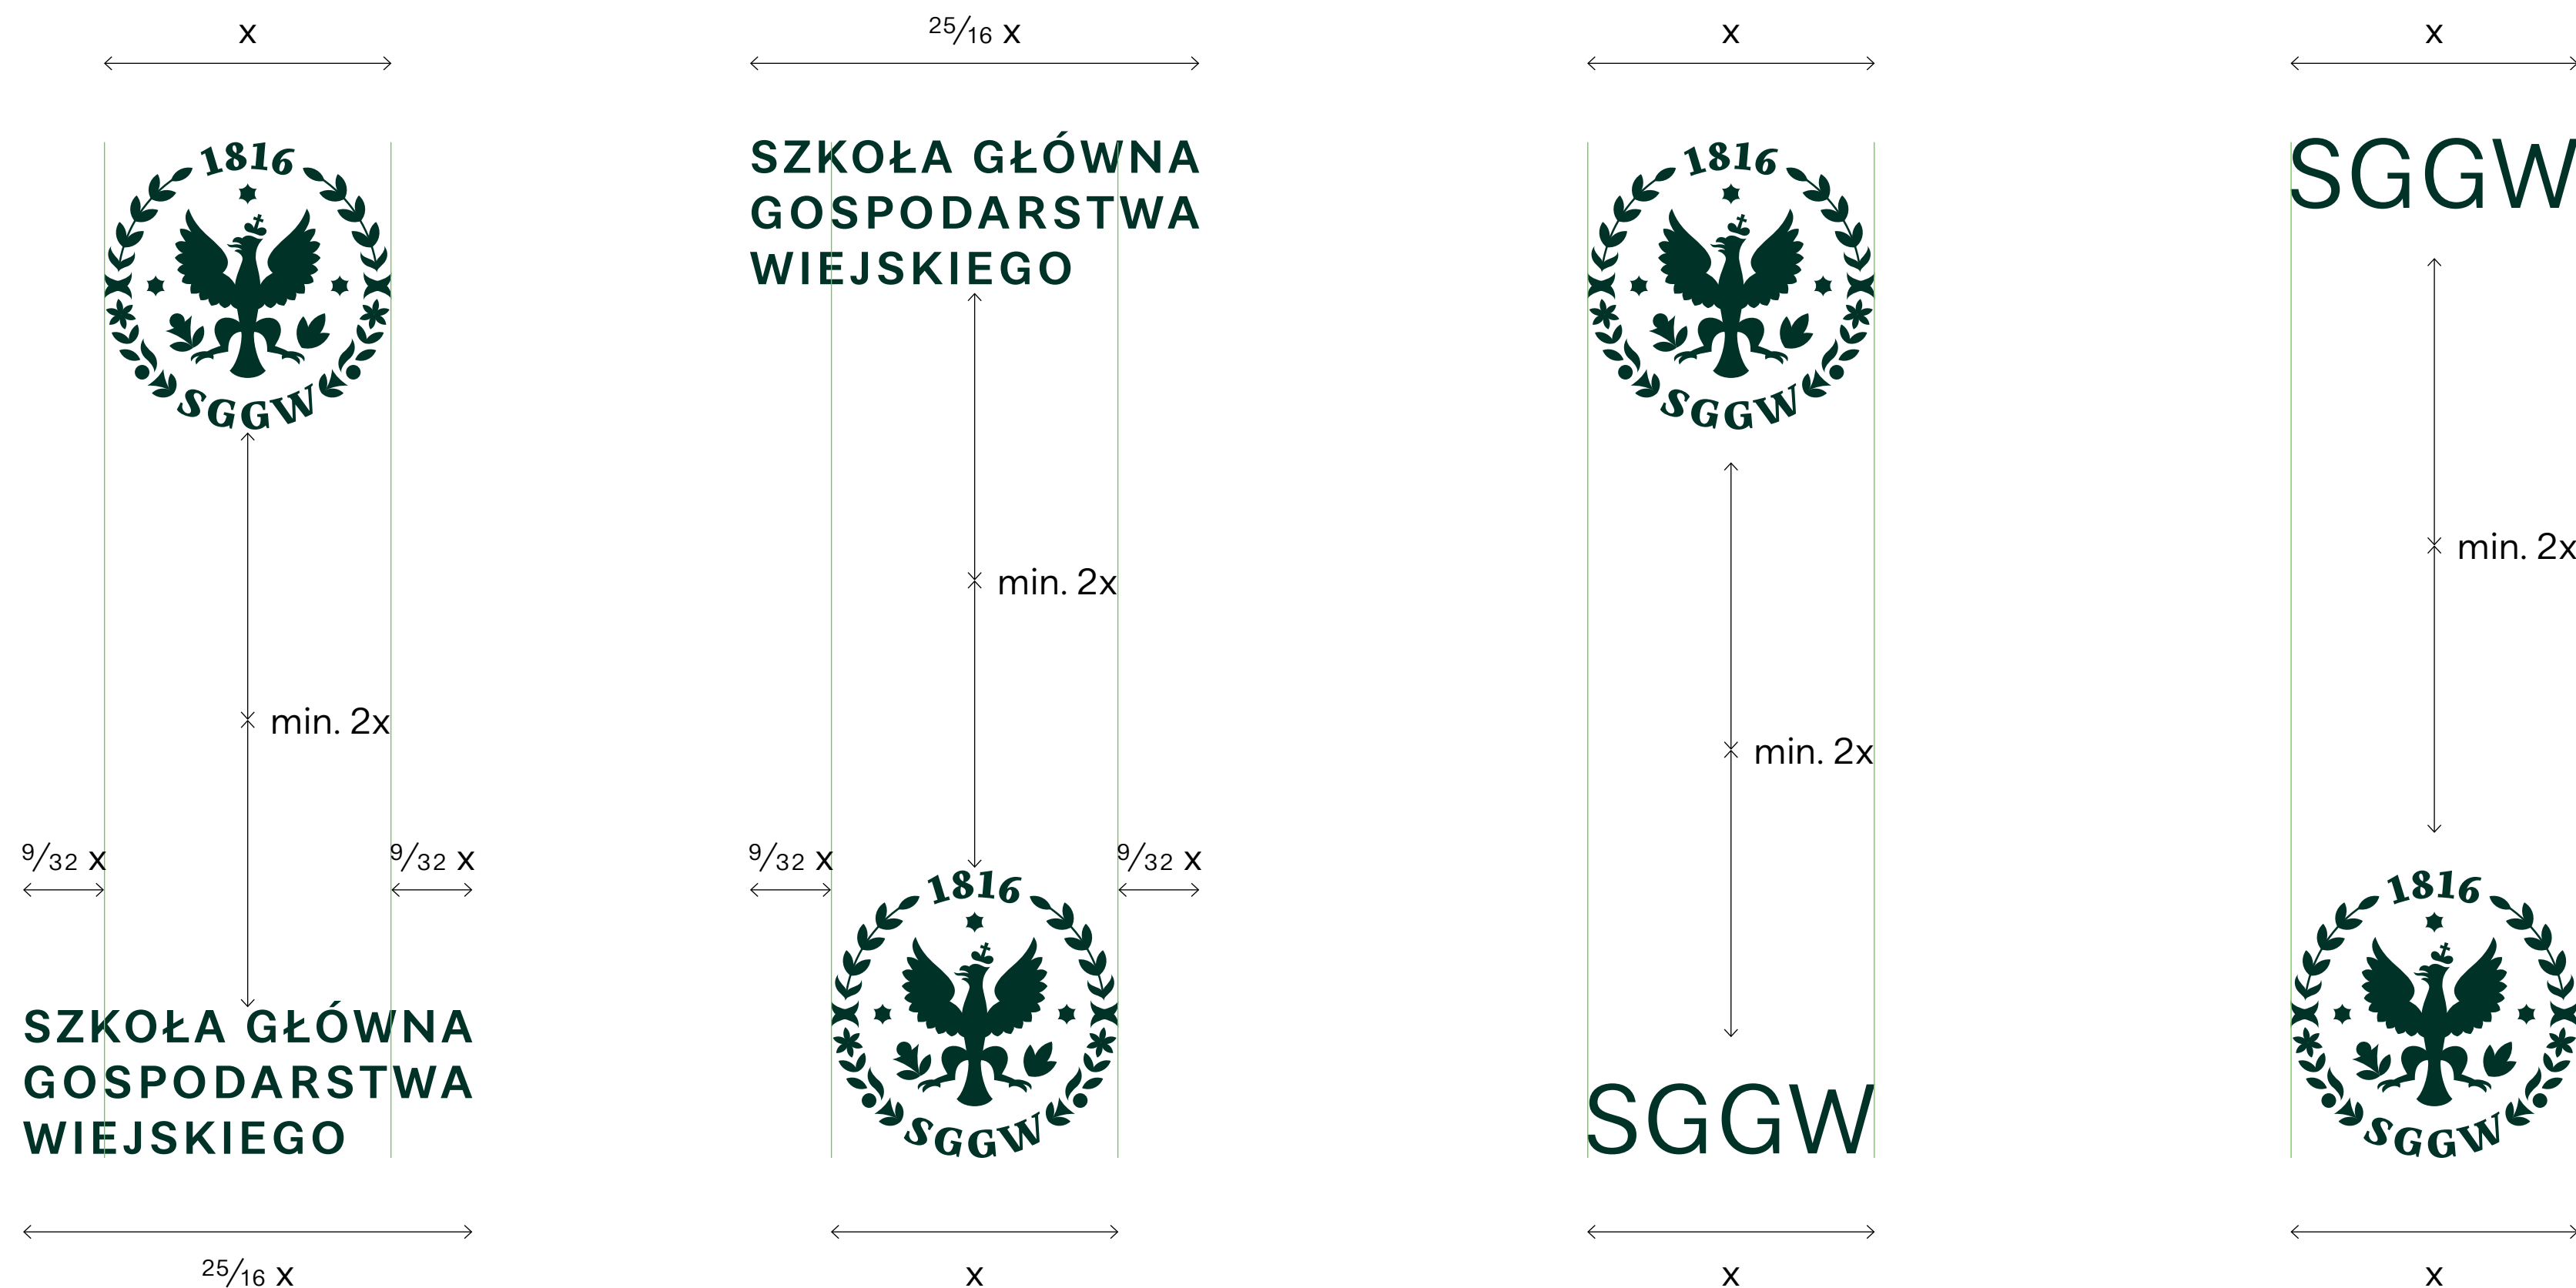 x
1816
SGGW
min. 2x
9/32 x
9/32 x
SZKOŁA GŁÓWNA
GOSPODARSTWA
WIEJSKIEGO
25/16 x
25/16 x
SZKOŁA GŁÓWNA
GOSPODARSTWA
WIEJSKIEGO
min. 2x
9/32 x
9/32 x
1816
SGGW
x
x
1816
SGGW
min. 2x
SGGW
x
x
SGGW
min. 2x
1816
SGGW
x